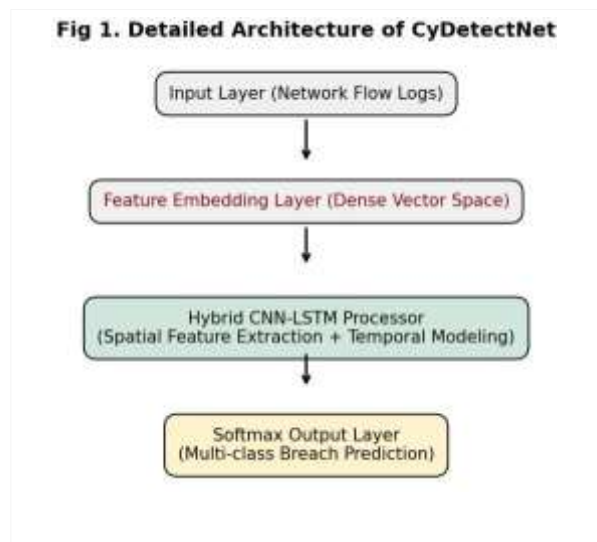 Fig 1. Detailed Architecture of CyDetectNet
Input Layer (Network Flow Logs)
Feature Embedding Layer (Dense Vector Space)
Hybrid CNN-LSTM Processor
(Spatial Feature Extraction + Temporal Modeling)
Softmax Output Layer
(Multi-class Breach Prediction)